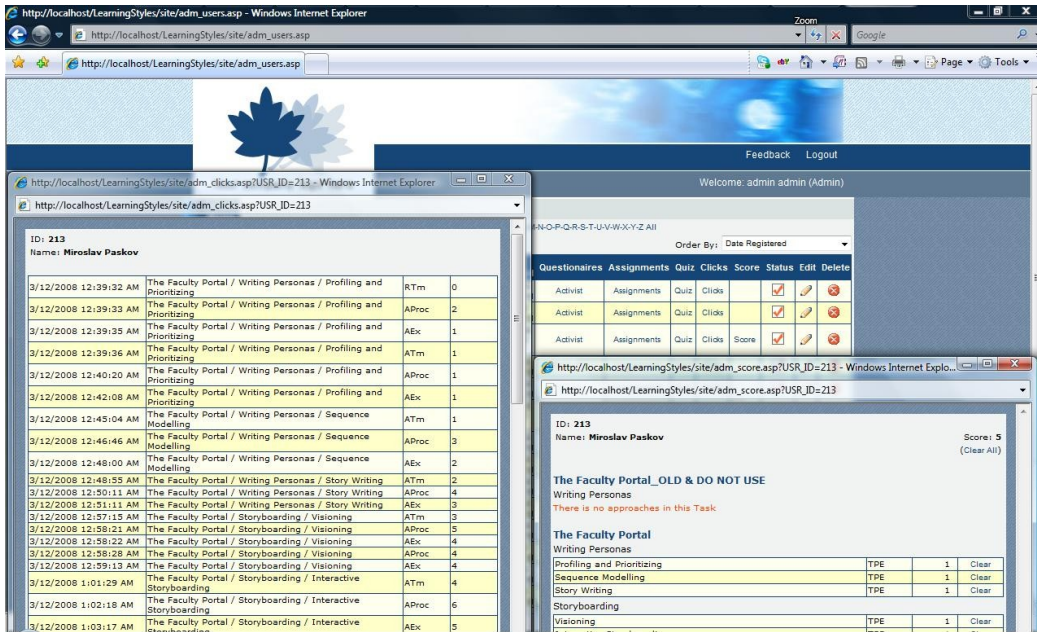 http://localhost/LearningStyles/site/adm_users.asp - Windows Internet Explorer
Zoom
http://localhost/LearningStyles/site/adm_users.asp
Google
http://localhost/LearningStyles/site/adm_users.asp
Page
Tools
Feedback Logout
Welcome: admin admin (Admin)
M-N-O-P-Q-R-S-T-U-V-W-X-Y-Z All
Order By: Date Registered
Questionaires Assignments Quiz Clicks Score Status Edit Delete
Activist Assignments Quiz Clicks
Activist Assignments Quiz Clicks
Activist Assignments Quiz Clicks Score
http://localhost/LearningStyles/site/adm_clicks.asp?USR_ID=213 - Windows Internet Explorer
http://localhost/LearningStyles/site/adm_clicks.asp?USR_ID=213
ID: 213
Name: Miroslav Paskov
3/12/2008 12:39:32 AM The Faculty Portal / Writing Personas / Profiling and Prioritizing RTm 0
3/12/2008 12:39:33 AM The Faculty Portal / Writing Personas / Profiling and Prioritizing AProc 2
3/12/2008 12:39:35 AM The Faculty Portal / Writing Personas / Profiling and Prioritizing AEx 1
3/12/2008 12:39:36 AM The Faculty Portal / Writing Personas / Profiling and Prioritizing ATm 1
3/12/2008 12:40:20 AM The Faculty Portal / Writing Personas / Profiling and Prioritizing AProc 1
3/12/2008 12:42:08 AM The Faculty Portal / Writing Personas / Profiling and Prioritizing AEx 1
3/12/2008 12:45:04 AM The Faculty Portal / Writing Personas / Sequence Modelling ATm 1
3/12/2008 12:46:46 AM The Faculty Portal / Writing Personas / Sequence Modelling AProc 3
3/12/2008 12:48:00 AM The Faculty Portal / Writing Personas / Sequence Modelling AEx 2
3/12/2008 12:48:55 AM The Faculty Portal / Writing Personas / Story Writing ATm 2
3/12/2008 12:50:11 AM The Faculty Portal / Writing Personas / Story Writing AProc 4
3/12/2008 12:51:11 AM The Faculty Portal / Writing Personas / Story Writing AEx 3
3/12/2008 12:57:15 AM The Faculty Portal / Storyboarding / Visioning ATm 3
3/12/2008 12:58:21 AM The Faculty Portal / Storyboarding / Visioning AProc 5
3/12/2008 12:58:22 AM The Faculty Portal / Storyboarding / Visioning AEx 4
3/12/2008 12:58:28 AM The Faculty Portal / Storyboarding / Visioning AProc 4
3/12/2008 12:59:13 AM The Faculty Portal / Storyboarding / Visioning AEx 4
3/12/2008 1:01:29 AM The Faculty Portal / Storyboarding / Interactive Storyboarding ATm 4
3/12/2008 1:02:18 AM The Faculty Portal / Storyboarding / Interactive Storyboarding AProc 6
3/12/2008 1:03:17 AM The Faculty Portal / Storyboarding / Interactive Storyboarding AEx 5
http://localhost/LearningStyles/site/adm_score.asp?USR_ID=213 - Windows Internet Explo...
http://localhost/LearningStyles/site/adm_score.asp?USR_ID=213
ID: 213
Name: Miroslav Paskov Score: 5
(Clear All)
The Faculty Portal_OLD & DO NOT USE
Writing Personas
There is no approaches in this Task
The Faculty Portal
Writing Personas
Profiling and Prioritizing TPE 1 Clear
Sequence Modelling TPE 1 Clear
Story Writing TPE 1 Clear
Storyboarding
Visioning TPE 1 Clear